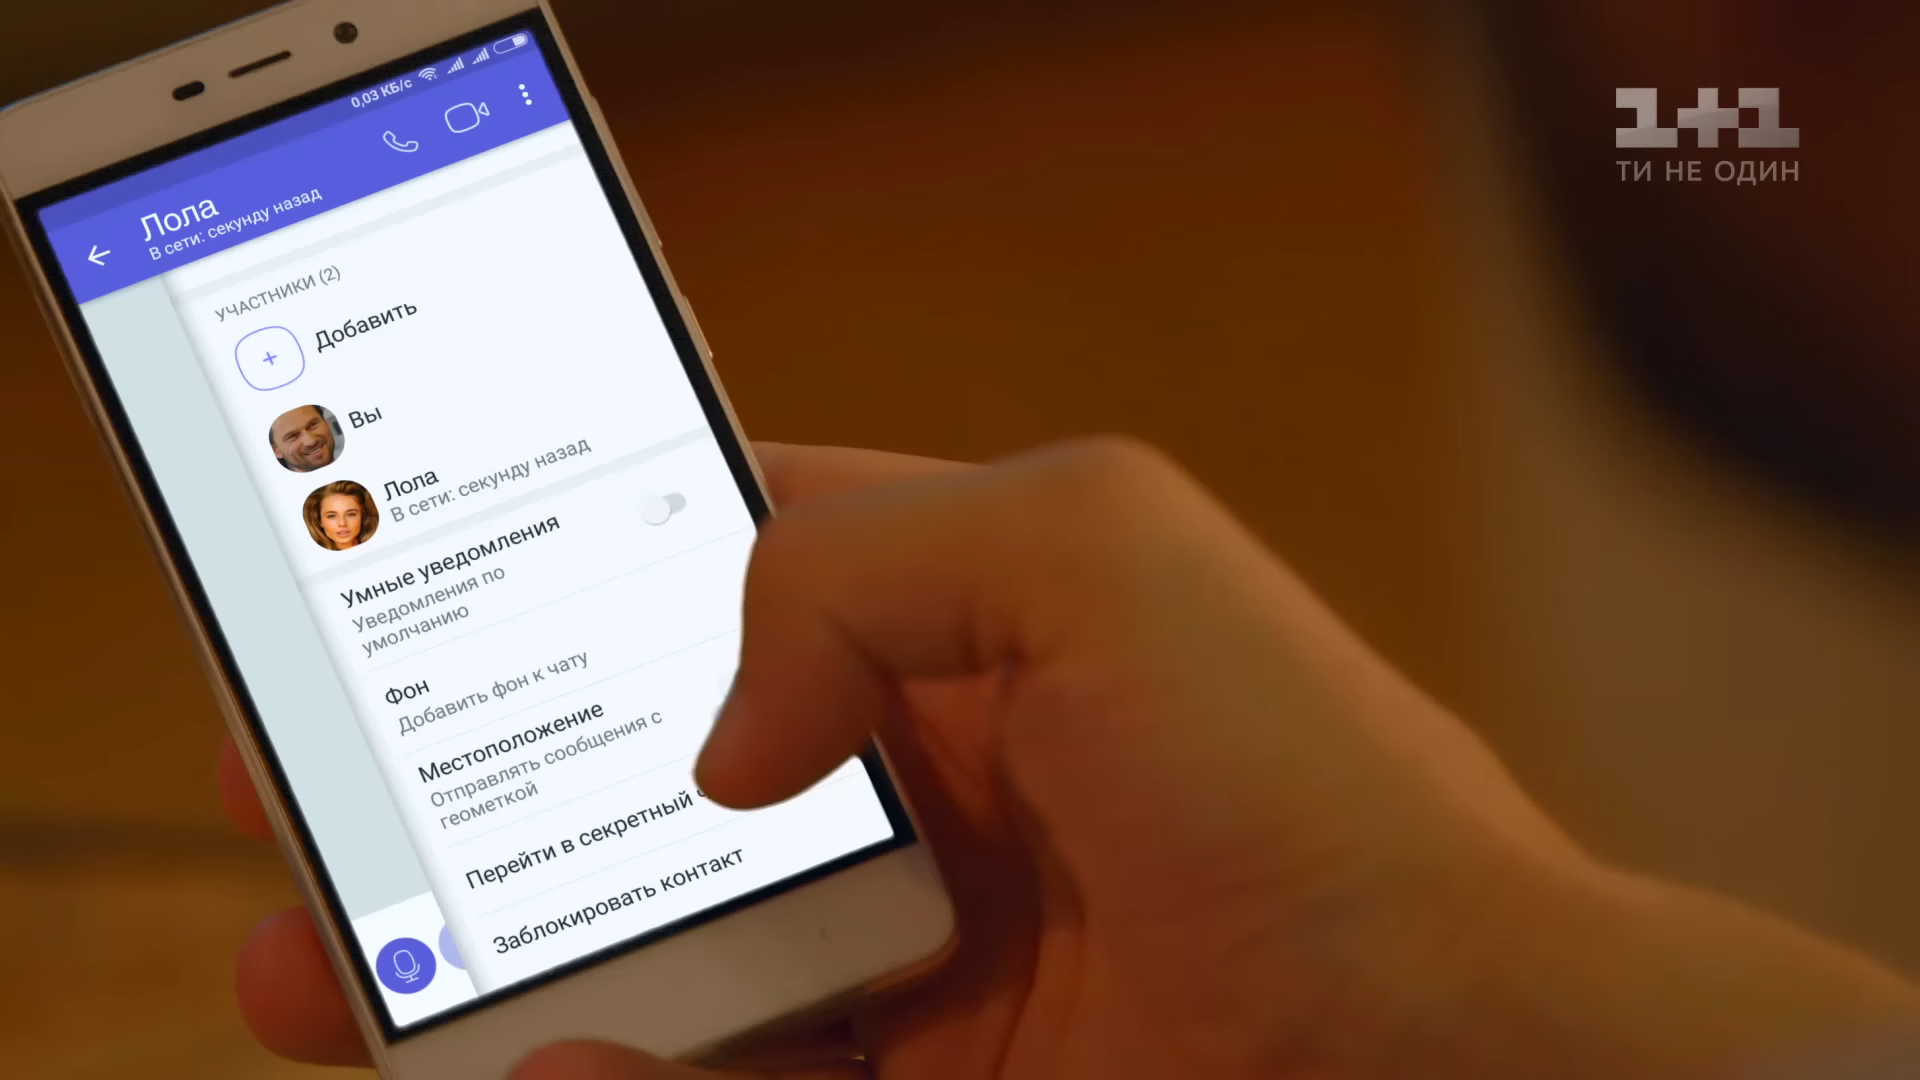 0,03 КБ/с
Лола
В сети: секунду назад
УЧАСТНИКИ (2)
+
Добавить
Вы
Лола
В сети: секунду назад
Умные уведомления
Уведомления по
умолчанию
Фон
Добавить фон к чату
Местоположение
Отправлять сообщения с
геометкой
Перейти в секретный
Заблокировать контакт
1+1
ТИ НЕ ОДИН